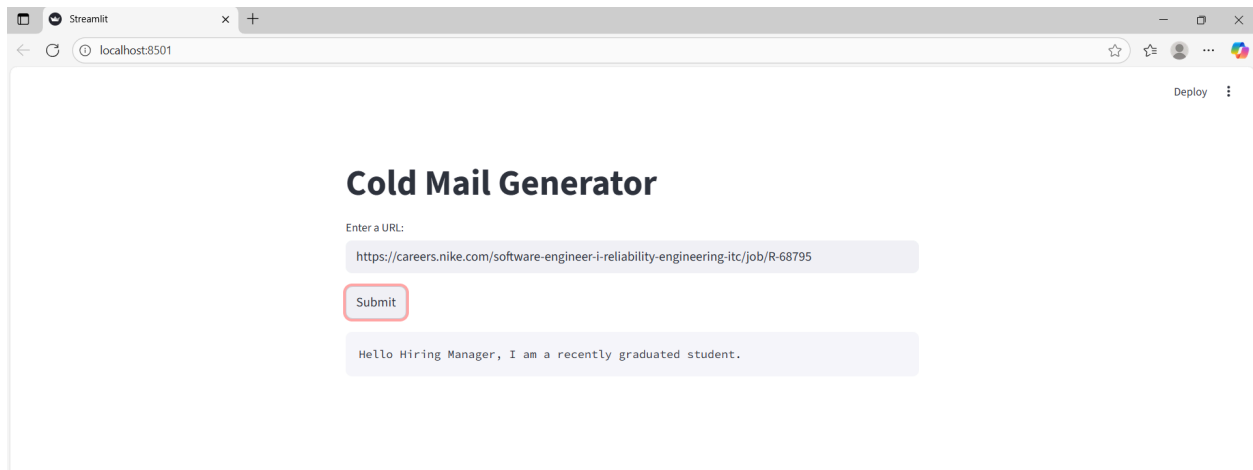 Streamlit
localhost:8501
Deploy
Cold Mail Generator
Enter a URL:
https://careers.nike.com/software-engineer-i-reliability-engineering-itc/job/R-68795
Submit
Hello Hiring Manager, I am a recently graduated student.